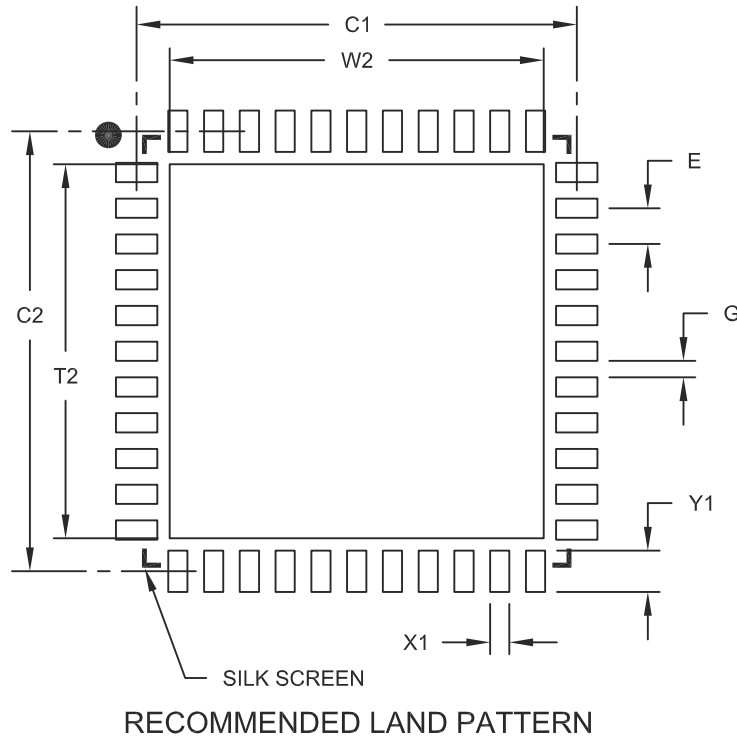 C1
W2
E
C2
G
T2
Y1
X1
SILK SCREEN
RECOMMENDED LAND PATTERN